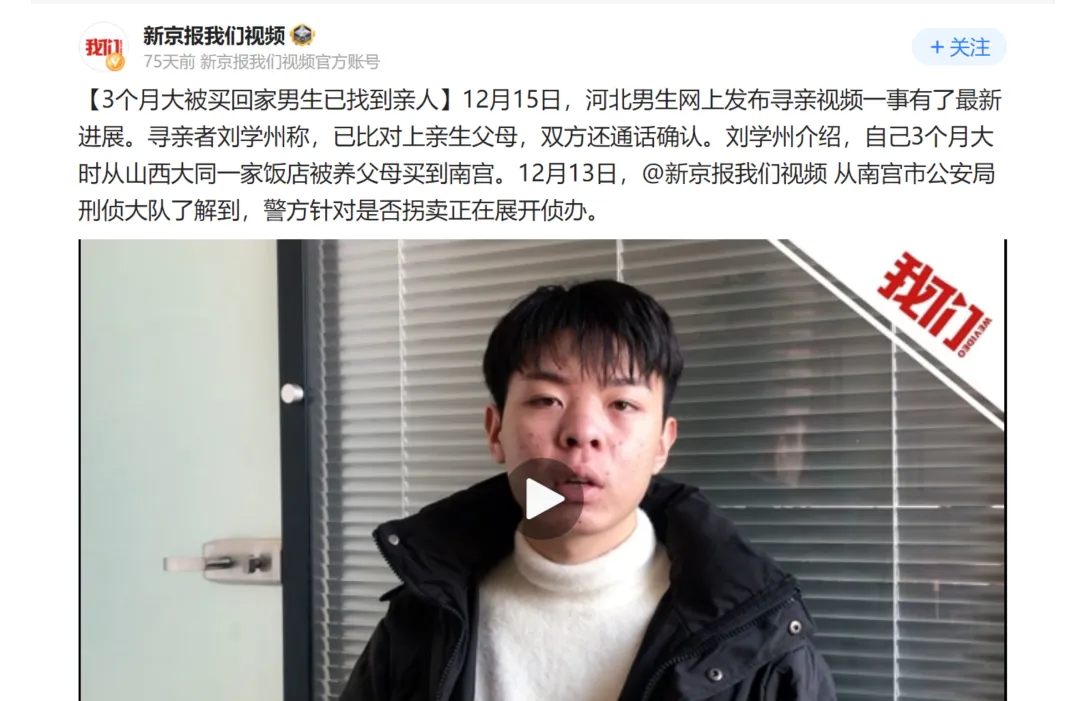 我们
新京报我们视频
75天前 新京报我们视频官方账号
+ 关注
【3个月大被买回家男生已找到亲人】12月15日，河北男生网上发布寻亲视频一事有了最新
进展。寻亲者刘学州称，已比对上亲生父母，双方还通话确认。刘学州介绍，自己3个月大
时从山西大同一家饭店被养父母买到南宫。12月13日，@新京报我们视频 从南宫市公安局
刑侦大队了解到，警方针对是否拐卖正在展开侦办。
我们
WEVIDEO